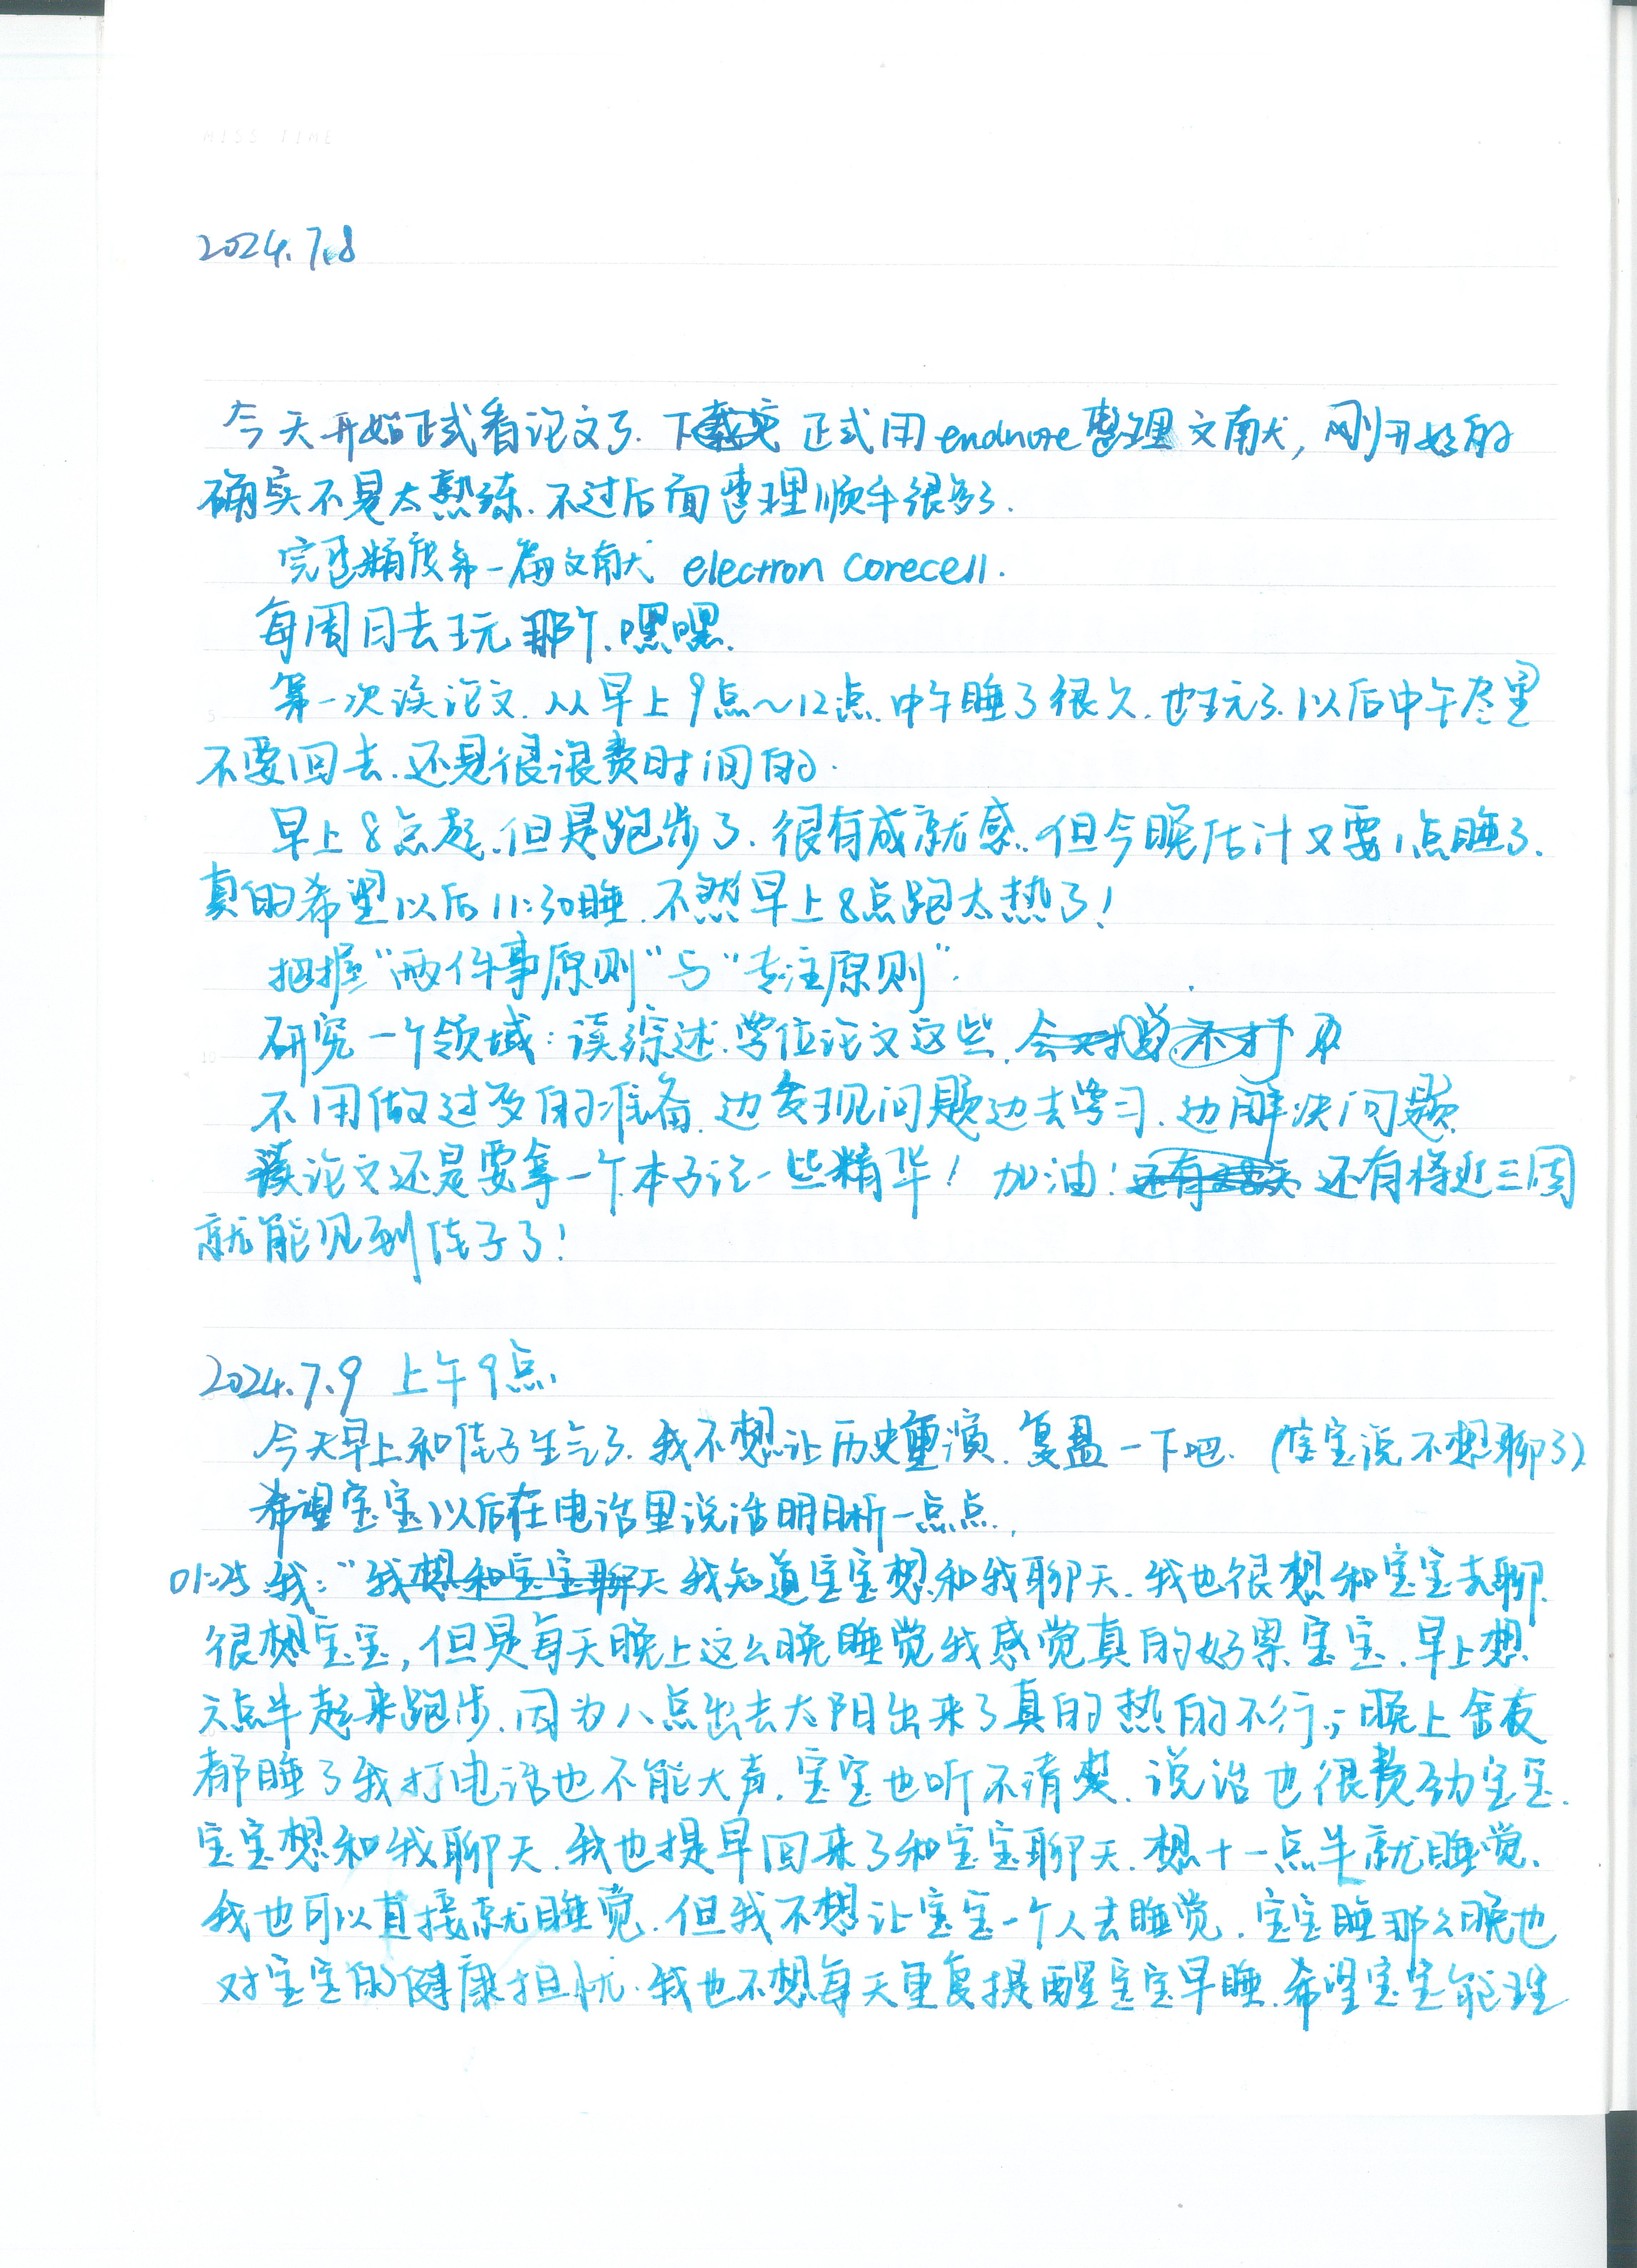 MISS TIME
2024.7.8
今天开始正式看论文了.下载完 正式用endnote整理文献,刚开始的
确实不是太熟练.不过后面整理顺手很多了.
完整精度第一篇文献 electron corecell.
每周日去玩那个.嘿嘿.
第一次读论文.从早上9点~12点.中午睡了很久.也玩了.以后中午尽量
不要回去.还是很浪费时间的.
早上8点起.但是跑步了.很有成就感.但今晚估计又要1点睡了.
真的希望以后11:30睡.不然早上8点跑太热了!
把握"两件事原则"与"专注原则".
研究一个领域:读综述.学位论文这些.
不用做过多的准备.边发现问题边去学习.边解决问题.
读论文还是要拿一个本子记一些精华!加油!还有将近三周
就能见到佳子了!
2024.7.9 上午9点.
今天早上和佳子生气了.我不想让历史重演.复盘一下吧.(宝宝说不想聊了)
希望宝宝以后在电话里说话明晰一点点.
01:25 我:"我想和宝宝聊天 我知道宝宝想和我聊天.我也很想和宝宝去聊.
很想宝宝,但是每天晚上这么晚睡觉我感觉真的好累宝宝.早上想
六点半起来跑步.因为八点出去太阳出来了真的热的不行;晚上舍友
都睡了我打电话也不能大声.宝宝也听不清楚.说话也很费劲宝宝.
宝宝想和我聊天.我也提早回来了和宝宝聊天.想十一点半就睡觉.
我也可以直接就睡觉.但我不想让宝宝一个人去睡觉.宝宝睡那么晚也
对宝宝的健康担忧.我也不想每天重复提醒宝宝早睡.希望宝宝能理